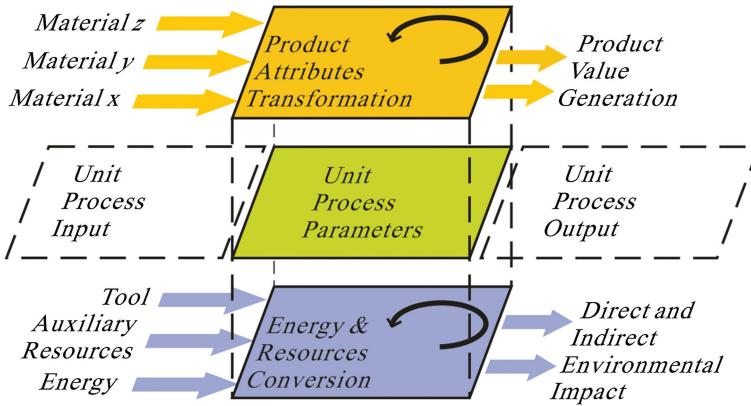 Material z
Material y
Material x
Product
Attributes
Transformation
Product
Value
Generation
Unit
Process
Input
Unit
Process
Parameters
Unit
Process
Output
Tool
Auxiliary
Resources
Energy
Energy &
Resources
Conversion
Direct and
Indirect
Environmental
Impact